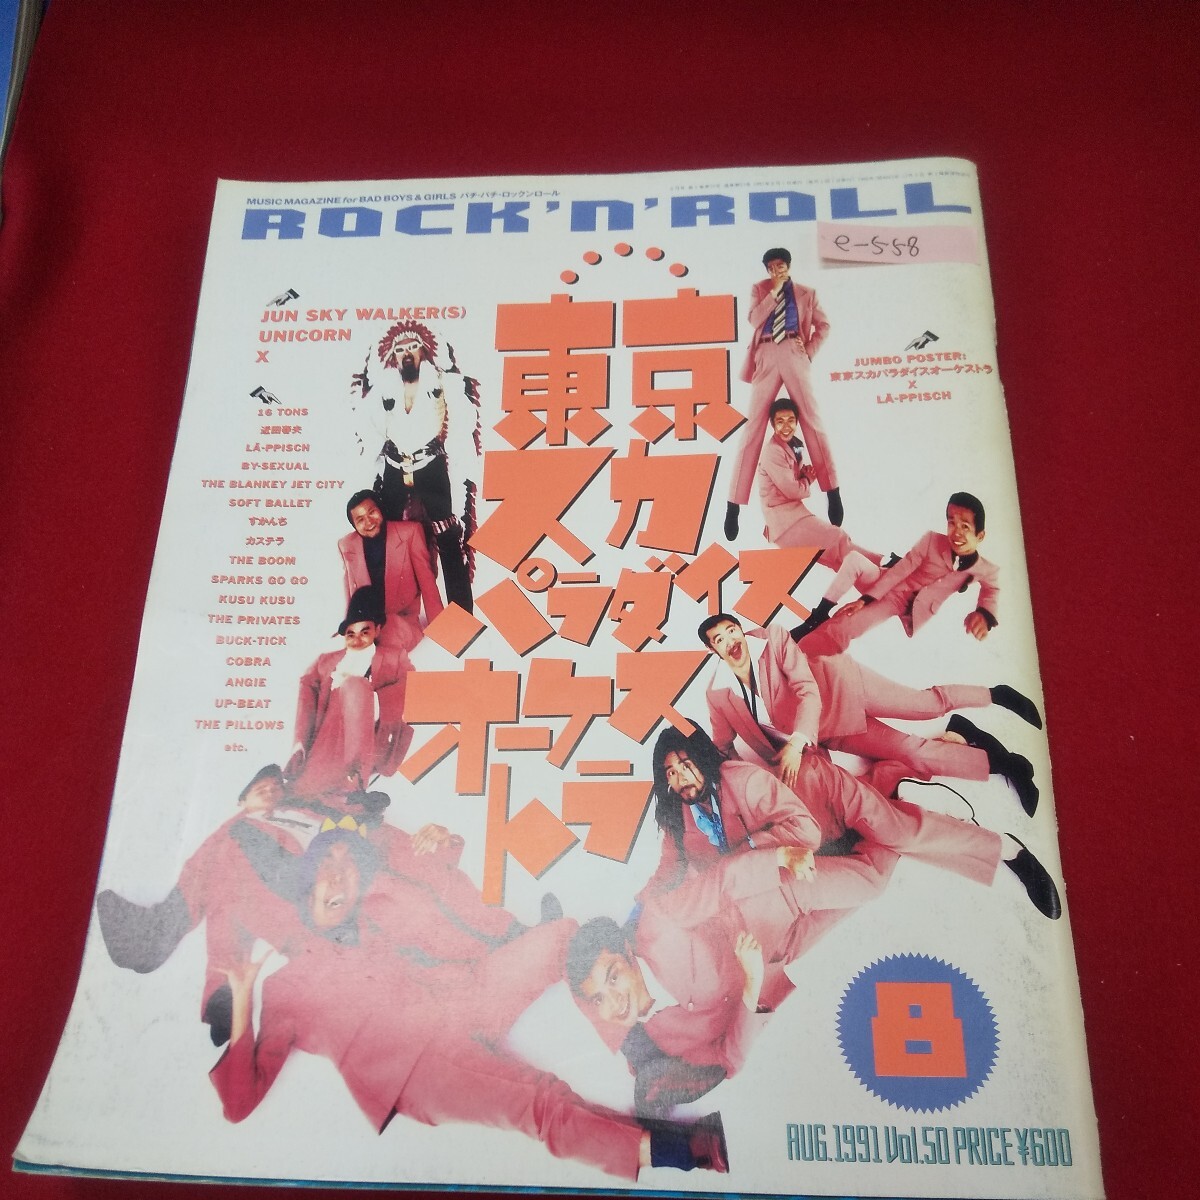 MUSIC MAGAZINE for BAD BOYS & GIRLS パチ・パチ・ロックンロール
ROCK'n'ROLL
e-558
JUN SKY WALKER(S)
UNICORN
X
16 TONS
近田春夫
LÄ-PPISCH
BY-SEXUAL
THE BLANKEY JET CITY
SOFT BALLET
すかんち
カステラ
THE BOOM
SPARKS GO GO
KUSU KUSU
THE PRIVATES
BUCK-TICK
COBRA
ANGIE
UP-BEAT
THE PILLOWS
etc.
東京
スカ
パラダイス
オーケス
トラ
JUMBO POSTER:
東京スカパラダイスオーケストラ
X
LÄ-PPISCH
8
AUG.1991 Vol.50 PRICE ¥600